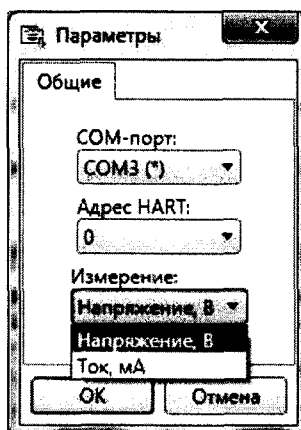 Параметры
x
Общие
COM-порт:
COM3 (*)
Адрес HART:
0
Измерение:
Напряжение, В
Напряжение, В
Ток, мА
OK
Отмена